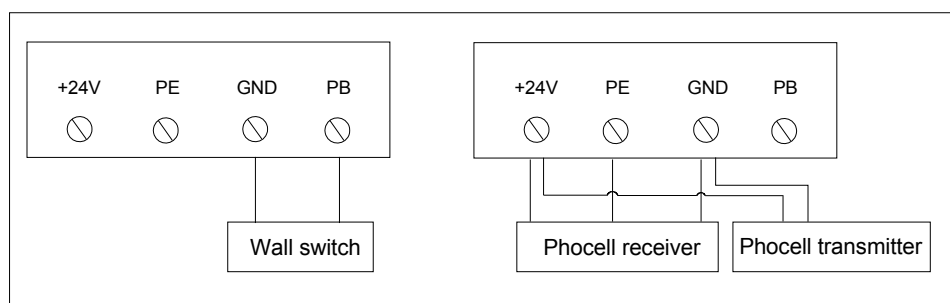 +24V PE GND PB
Wall switch
+24V PE GND PB
Phocell receiver
Phocell transmitter